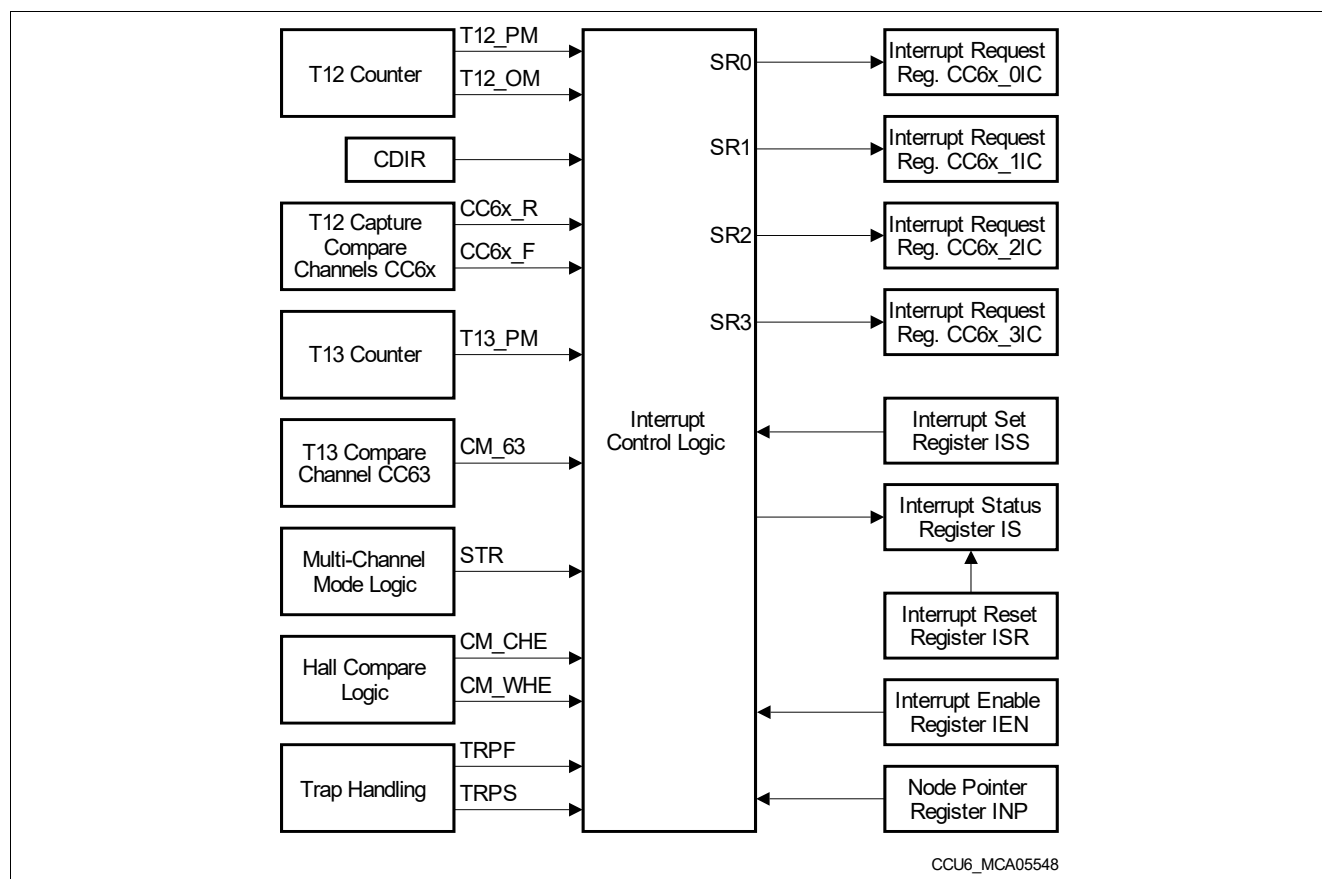 T12 Counter
T12_PM
T12_OM
CDIR
T12 Capture
Compare
Channels CC6x
CC6x_R
CC6x_F
T13 Counter
T13_PM
T13 Compare
Channel CC63
CM_63
Multi-Channel
Mode Logic
STR
Hall Compare
Logic
CM_CHE
CM_WHE
Trap Handling
TRPF
TRPS
Interrupt
Control Logic
SR0
SR1
SR2
SR3
Interrupt Request
Reg. CC6x_0IC
Interrupt Request
Reg. CC6x_1IC
Interrupt Request
Reg. CC6x_2IC
Interrupt Request
Reg. CC6x_3IC
Interrupt Set
Register ISS
Interrupt Status
Register IS
Interrupt Reset
Register ISR
Interrupt Enable
Register IEN
Node Pointer
Register INP
CCU6_MCA05548